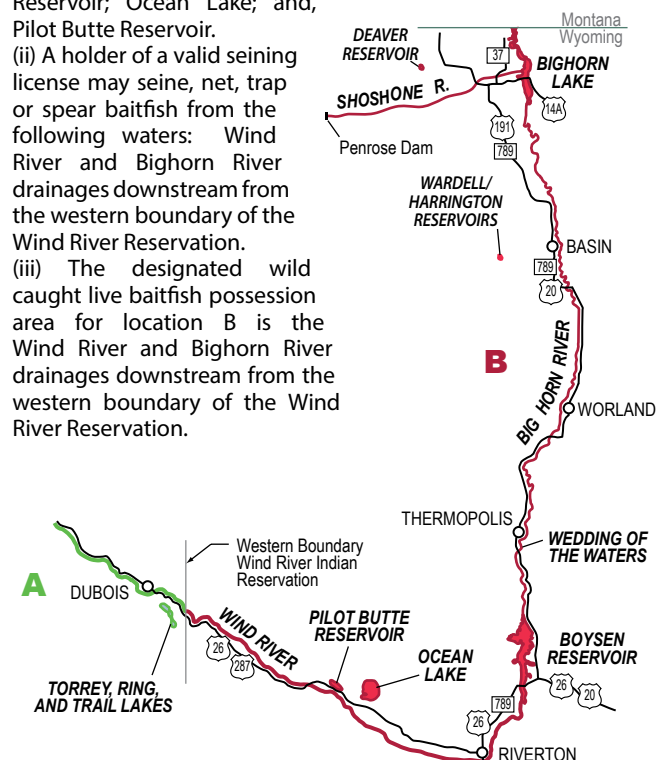 Reservoir; Ocean Lake; and,
Pilot Butte Reservoir.
(ii) A holder of a valid seining
license may seine, net, trap
or spear baitfish from the
following waters: Wind
River and Bighorn River
drainages downstream from
the western boundary of the
Wind River Reservation.
(iii) The designated wild
caught live baitfish possession
area for location B is the
Wind River and Bighorn River
drainages downstream from the
western boundary of the Wind
River Reservation.
Montana
Wyoming
DEAVER
RESERVOIR
37
BIGHORN
LAKE
SHOSHONE R.
14A
Penrose Dam
191
789
WARDELL/
HARRINGTON
RESERVOIRS
BASIN
789
20
B
BIG HORN RIVER
WORLAND
THERMOPOLIS
WEDDING OF
THE WATERS
Western Boundary
Wind River Indian
Reservation
A
DUBOIS
WIND RIVER
26
287
PILOT BUTTE
RESERVOIR
OCEAN
LAKE
BOYSEN
RESERVOIR
TORREY, RING,
AND TRAIL LAKES
26
20
789
26
RIVERTON